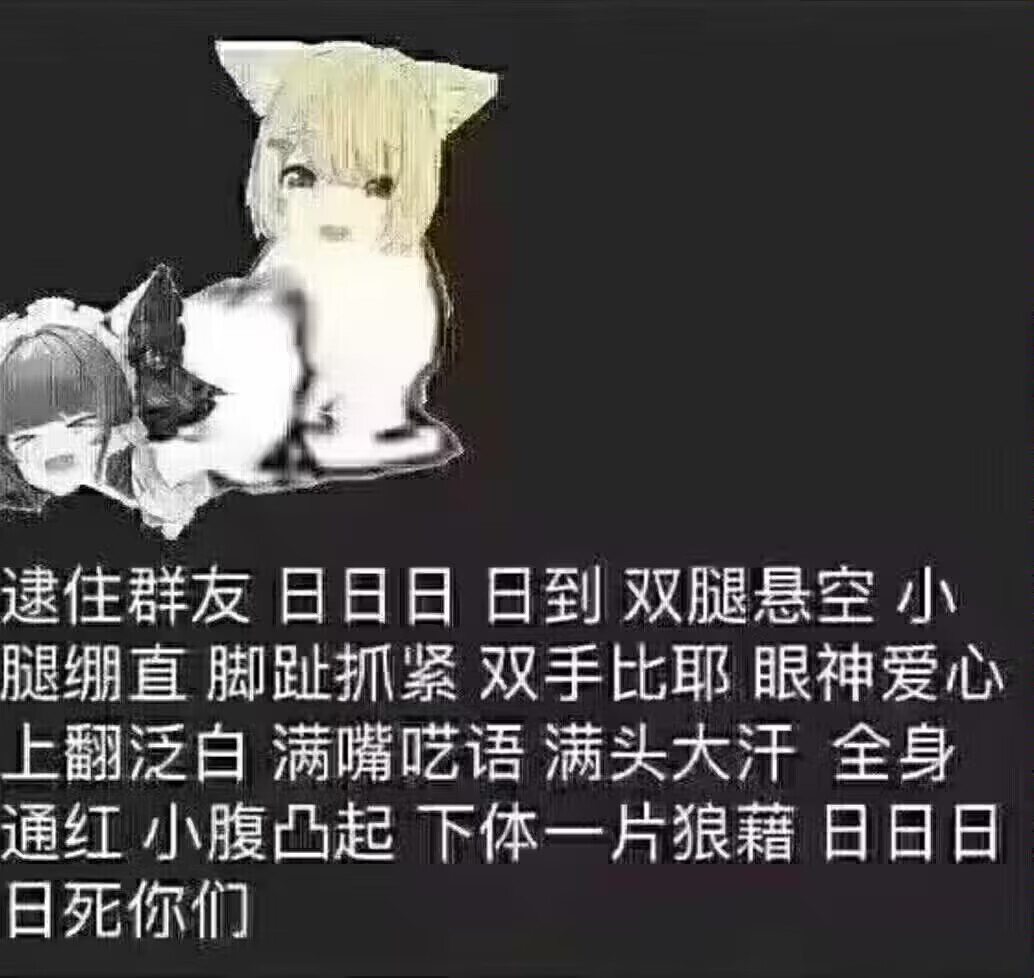 逮住群友 日日日 日到 双腿悬空 小
腿绷直 脚趾抓紧 双手比耶 眼神爱心
上翻泛白 满嘴呓语 满头大汗 全身
通红 小腹凸起 下体一片狼藉 日日日
日死你们